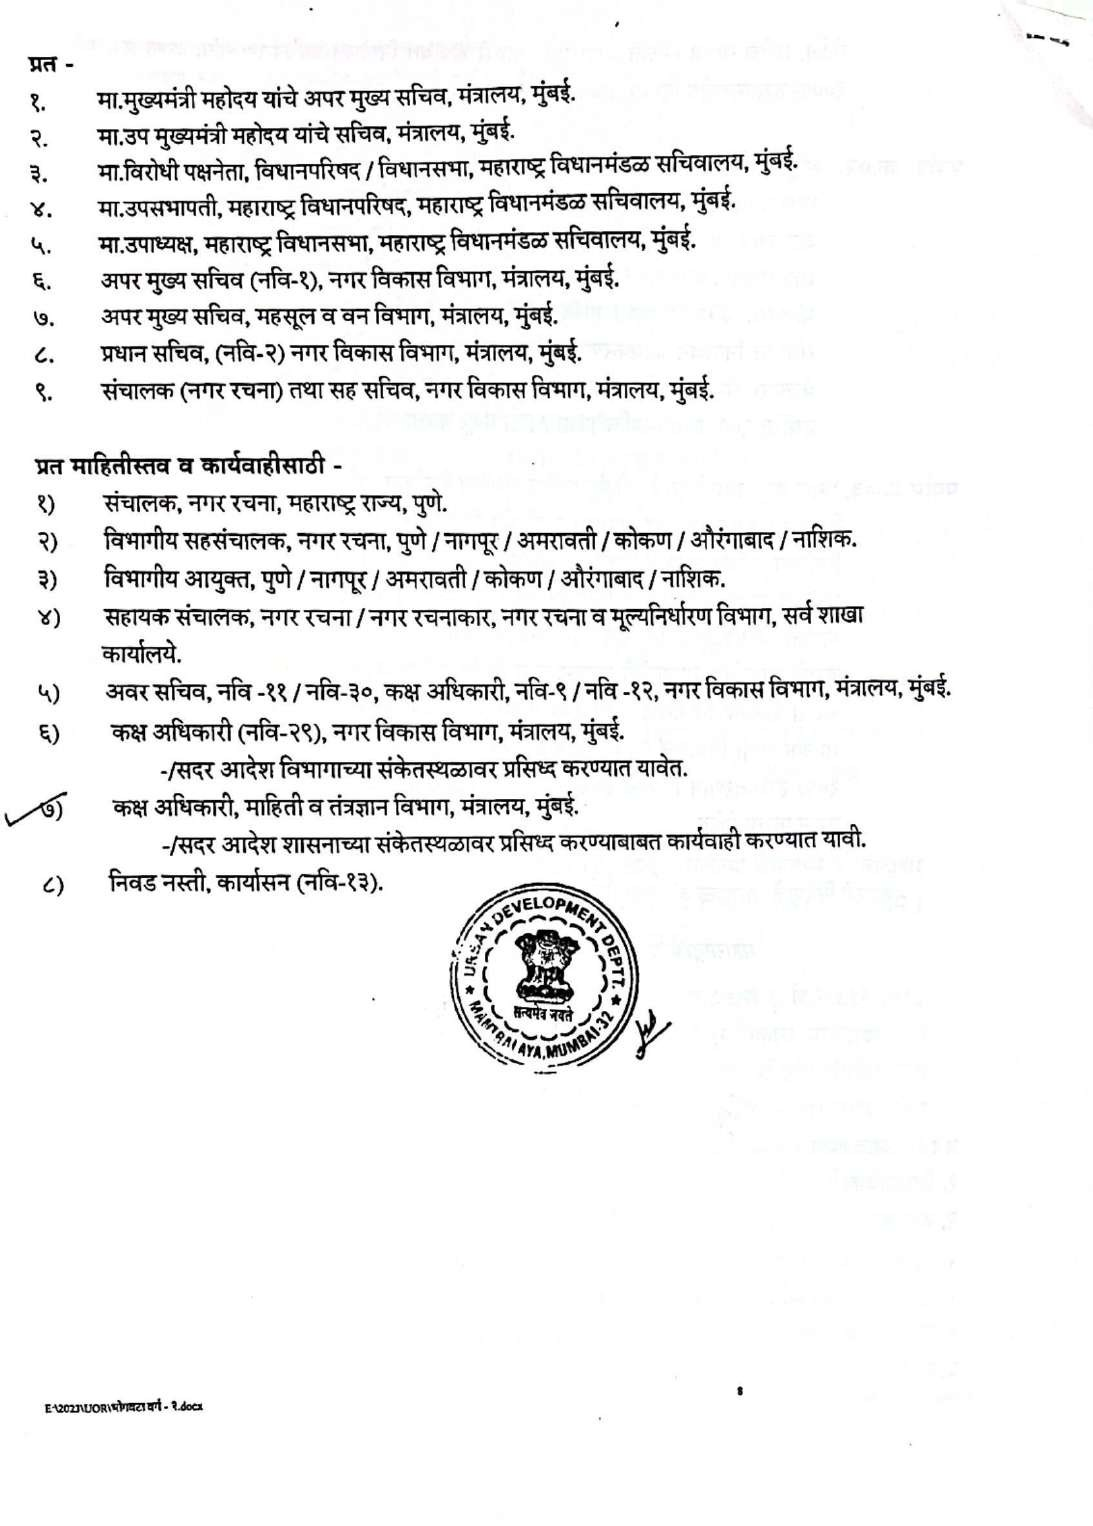 प्रत -
१. मा.मुख्यमंत्री महोदय यांचे अपर मुख्य सचिव, मंत्रालय, मुंबई.
२. मा.उप मुख्यमंत्री महोदय यांचे सचिव, मंत्रालय, मुंबई.
३. मा.विरोधी पक्षनेता, विधानपरिषद / विधानसभा, महाराष्ट्र विधानमंडळ सचिवालय, मुंबई.
४. मा.उपसभापती, महाराष्ट्र विधानपरिषद, महाराष्ट्र विधानमंडळ सचिवालय, मुंबई.
५. मा.उपाध्यक्ष, महाराष्ट्र विधानसभा, महाराष्ट्र विधानमंडळ सचिवालय, मुंबई.
६. अपर मुख्य सचिव (नवि-१), नगर विकास विभाग, मंत्रालय, मुंबई.
७. अपर मुख्य सचिव, महसूल व वन विभाग, मंत्रालय, मुंबई.
८. प्रधान सचिव, (नवि-२) नगर विकास विभाग, मंत्रालय, मुंबई.
९. संचालक (नगर रचना) तथा सह सचिव, नगर विकास विभाग, मंत्रालय, मुंबई.
प्रत माहितीस्तव व कार्यवाहीसाठी -
१) संचालक, नगर रचना, महाराष्ट्र राज्य, पुणे.
२) विभागीय सहसंचालक, नगर रचना, पुणे / नागपूर / अमरावती / कोकण / औरंगाबाद / नाशिक.
३) विभागीय आयुक्त, पुणे / नागपूर / अमरावती / कोकण / औरंगाबाद / नाशिक.
४) सहायक संचालक, नगर रचना / नगर रचनाकार, नगर रचना व मूल्यनिर्धारण विभाग, सर्व शाखा
कार्यालये.
५) अवर सचिव, नवि -११ / नवि-३०, कक्ष अधिकारी, नवि-९ / नवि -१२, नगर विकास विभाग, मंत्रालय, मुंबई.
६) कक्ष अधिकारी (नवि-२९), नगर विकास विभाग, मंत्रालय, मुंबई.
-/सदर आदेश विभागाच्या संकेतस्थळावर प्रसिध्द करण्यात यावेत.
७) कक्ष अधिकारी, माहिती व तंत्रज्ञान विभाग, मंत्रालय, मुंबई.
-/सदर आदेश शासनाच्या संकेतस्थळावर प्रसिध्द करण्याबाबत कार्यवाही करण्यात यावी.
८) निवड नस्ती, कार्यासन (नवि-१३).
URBAN DEVELOPMENT DEPTT.
सत्यमेव जयते
MANTRALAYA, MUMBAI-32
E:\2023\UOR\भोगवटा वर्ग - २.docx